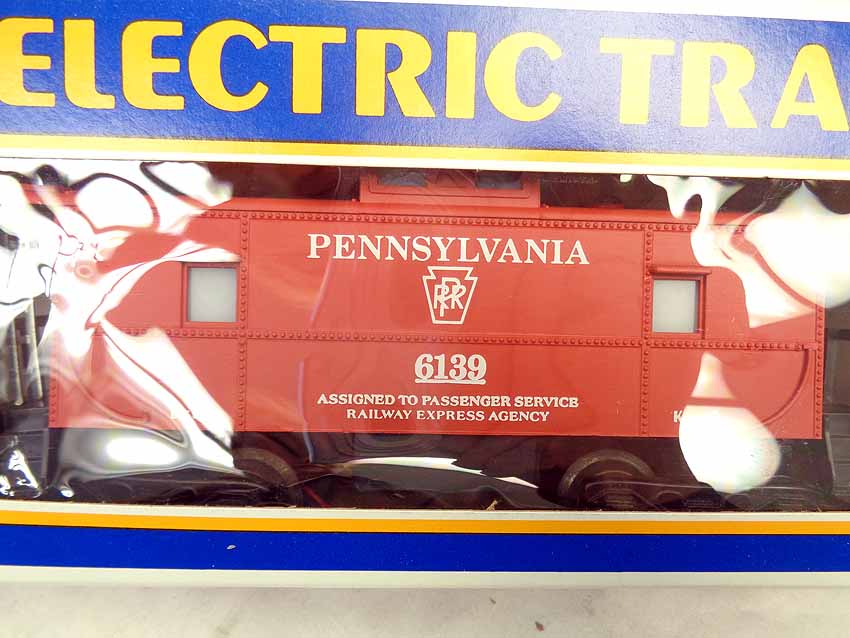 ELECTRIC TRA
PENNSYLVANIA
PRR
6139
ASSIGNED TO PASSENGER SERVICE
RAILWAY EXPRESS AGENCY